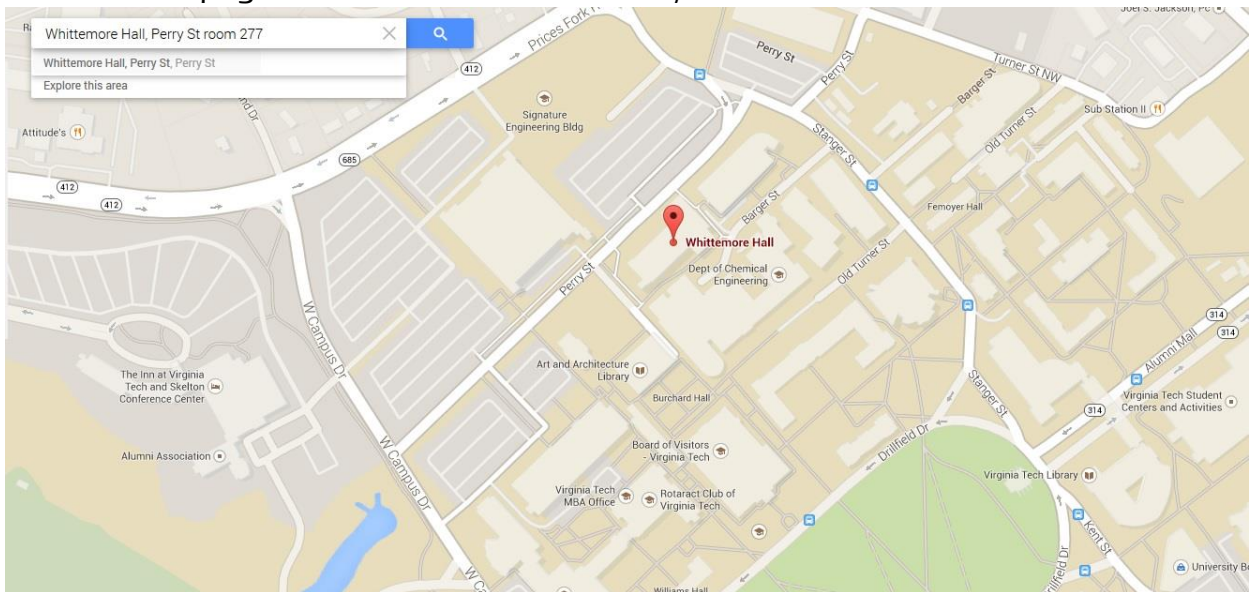 Whittemore Hall, Perry St room 277
Whittemore Hall, Perry St, Perry St
Explore this area
Prices Fork
412
Perry St
Perry St
Joel S. Jackson, Pc
Turner St NW
Barger St
Sub Station II
Old Turner St
Signature
Engineering Bldg
Stanger St
Attitude's
685
412
412
Femoyer Hall
Barger St
Whittemore Hall
Dept of Chemical
Engineering
Old Turner St
Perry St
W Campus Dr
314
314
Alumni Mall
The Inn at Virginia
Tech and Skelton
Conference Center
Art and Architecture
Library
Burchard Hall
Stanger St
Virginia Tech Student
Centers and Activities
314
Drillfield Dr
Alumni Association
W Campus Dr
Board of Visitors
- Virginia Tech
Virginia Tech Library
Virginia Tech
MBA Office
Rotaract Club of
Virginia Tech
Kent St
Drillfield Dr
University
W
Williams Hall